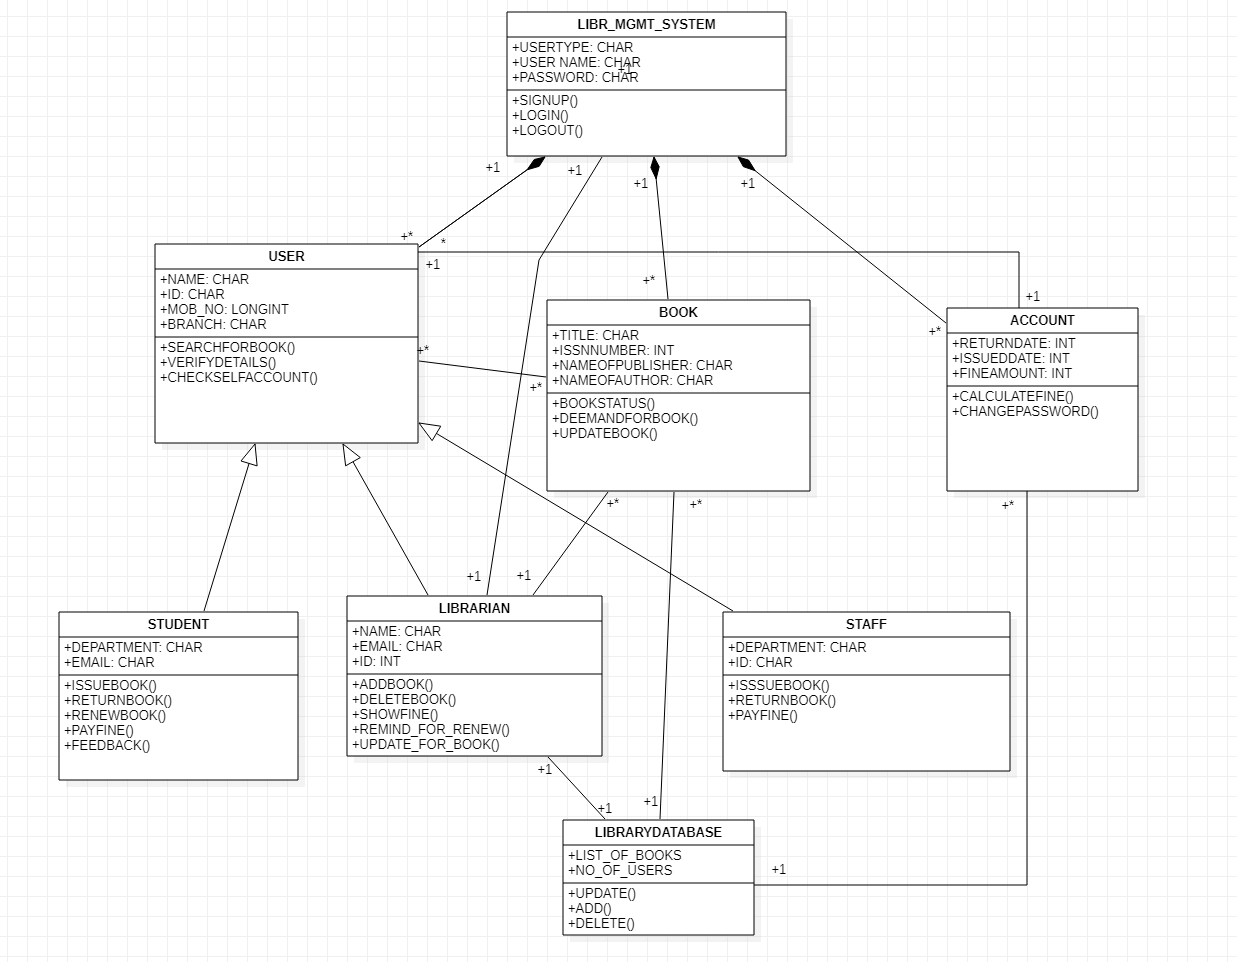 LIBR_MGMT_SYSTEM
+USERTYPE: CHAR
+USER NAME: CHAR
+1
+PASSWORD: CHAR
+SIGNUP()
+LOGIN()
+LOGOUT()
+1
+1
+1
+1
+*
*
USER
+1
+NAME: CHAR
+ID: CHAR
+MOB_NO: LONGINT
+BRANCH: CHAR
+SEARCHFORBOOK()
+VERIFYDETAILS()
+CHECKSELFACCOUNT()
+*
+*
+*
BOOK
+TITLE: CHAR
+ISSNNUMBER: INT
+NAMEOFPUBLISHER: CHAR
+NAMEOFAUTHOR: CHAR
+BOOKSTATUS()
+DEEMANDFORBOOK()
+UPDATEBOOK()
+1
+*
ACCOUNT
+RETURNDATE: INT
+ISSUEDDATE: INT
+FINEAMOUNT: INT
+CALCULATEFINE()
+CHANGEPASSWORD()
+*
+*
+*
+1
+1
STUDENT
+DEPARTMENT: CHAR
+EMAIL: CHAR
+ISSUEBOOK()
+RETURNBOOK()
+RENEWBOOK()
+PAYFINE()
+FEEDBACK()
LIBRARIAN
+NAME: CHAR
+EMAIL: CHAR
+ID: INT
+ADDBOOK()
+DELETEBOOK()
+SHOWFINE()
+REMIND_FOR_RENEW()
+UPDATE_FOR_BOOK()
STAFF
+DEPARTMENT: CHAR
+ID: CHAR
+ISSSUEBOOK()
+RETURNBOOK()
+PAYFINE()
+1
+1
+1
LIBRARYDATABASE
+LIST_OF_BOOKS
+NO_OF_USERS
+UPDATE()
+ADD()
+DELETE()
+1